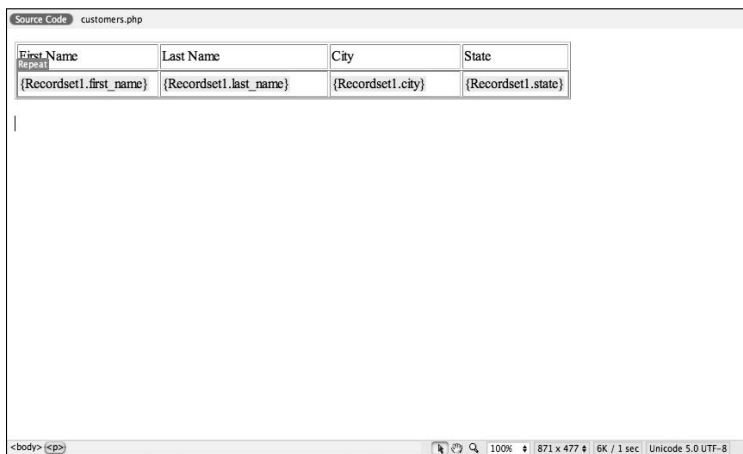 Source Code customers.php
First Name Last Name City State
Repeat
{Recordset1.first_name} {Recordset1.last_name} {Recordset1.city} {Recordset1.state}
<body> <p> 100% 871 x 477 6K / 1 sec Unicode 5.0 UTF-8